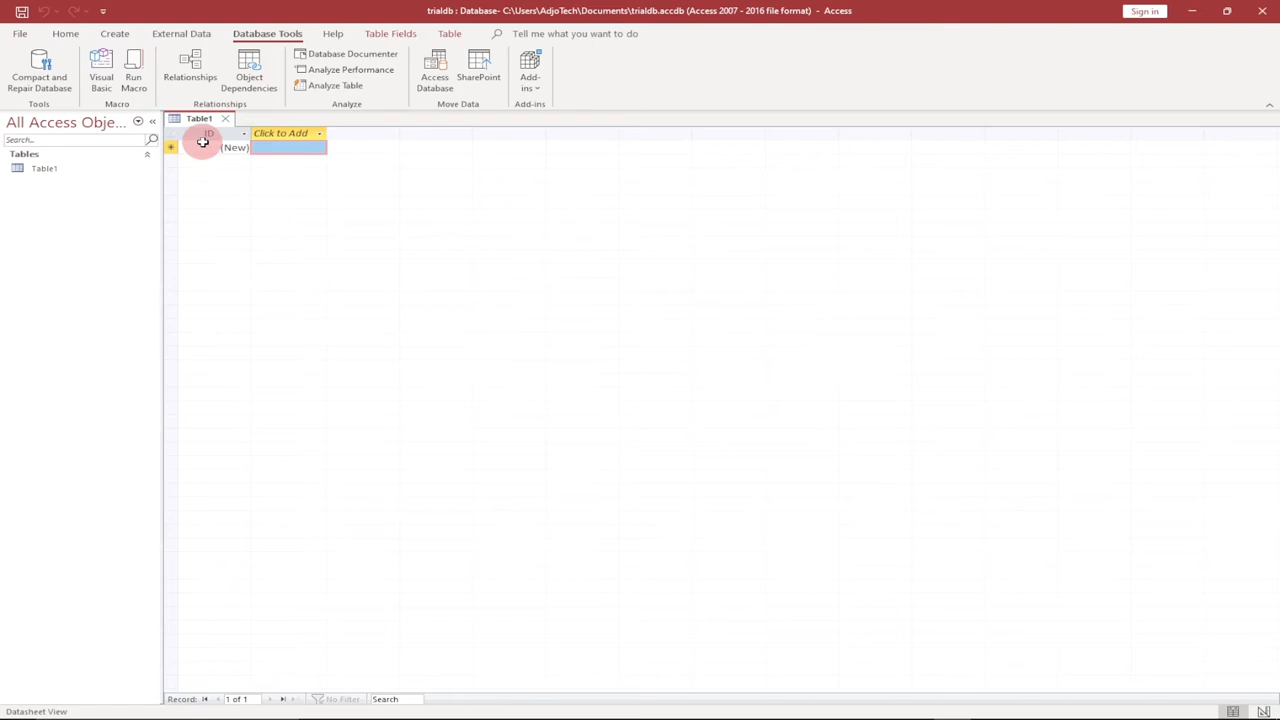 trialdb : Database- C:\Users\AdjoTech\Documents\trialdb.accdb (Access 2007 - 2016 file format) - Access
Sign in
File Home Create External Data Database Tools Help Table Fields Table Tell me what you want to do
Compact and Repair Database
Visual Basic
Run Macro
Relationships
Object Dependencies
Database Documenter
Analyze Performance
Analyze Table
Access Database
SharePoint
Add-ins
Tools Macro Relationships Analyze Move Data Add-ins
All Access Obje...
Search...
Tables
Table1
Table1
ID Click to Add
(New)
Record: 1 of 1 No Filter Search
Datasheet View